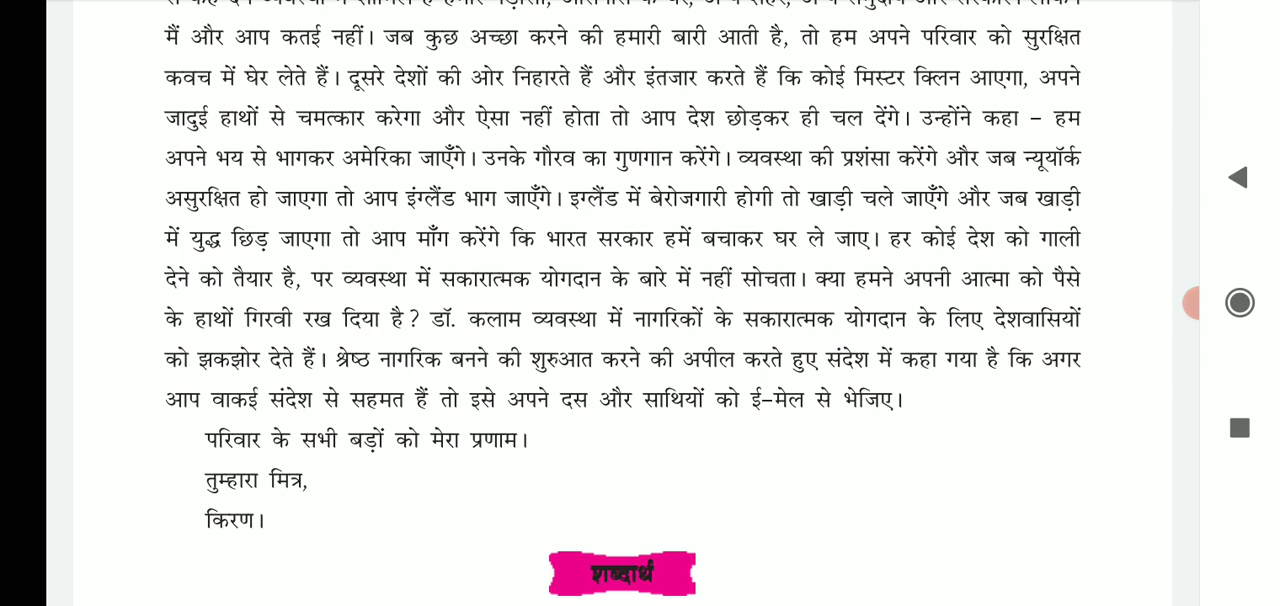 मैं और आप कतई नहीं। जब कुछ अच्छा करने की हमारी बारी आती है, तो हम अपने परिवार को सुरक्षित
कवच में घेर लेते हैं। दूसरे देशों की ओर निहारते हैं और इंतजार करते हैं कि कोई मिस्टर क्लिन आएगा, अपने
जादुई हाथों से चमत्कार करेगा और ऐसा नहीं होता तो आप देश छोड़कर ही चल देंगे। उन्होंने कहा – हम
अपने भय से भागकर अमेरिका जाएँगे। उनके गौरव का गुणगान करेंगे। व्यवस्था की प्रशंसा करेंगे और जब न्यूयॉर्क
असुरक्षित हो जाएगा तो आप इंग्लैंड भाग जाएँगे। इग्लैंड में बेरोजगारी होगी तो खाड़ी चले जाएँगे और जब खाड़ी
में युद्ध छिड़ जाएगा तो आप माँग करेंगे कि भारत सरकार हमें बचाकर घर ले जाए। हर कोई देश को गाली
देने को तैयार है, पर व्यवस्था में सकारात्मक योगदान के बारे में नहीं सोचता। क्या हमने अपनी आत्मा को पैसे
के हाथों गिरवी रख दिया है? डॉ. कलाम व्यवस्था में नागरिकों के सकारात्मक योगदान के लिए देशवासियों
को झकझोर देते हैं। श्रेष्ठ नागरिक बनने की शुरुआत करने की अपील करते हुए संदेश में कहा गया है कि अगर
आप वाकई संदेश से सहमत हैं तो इसे अपने दस और साथियों को ई-मेल से भेजिए।
परिवार के सभी बड़ों को मेरा प्रणाम।
तुम्हारा मित्र,
किरण।
शब्दार्थ